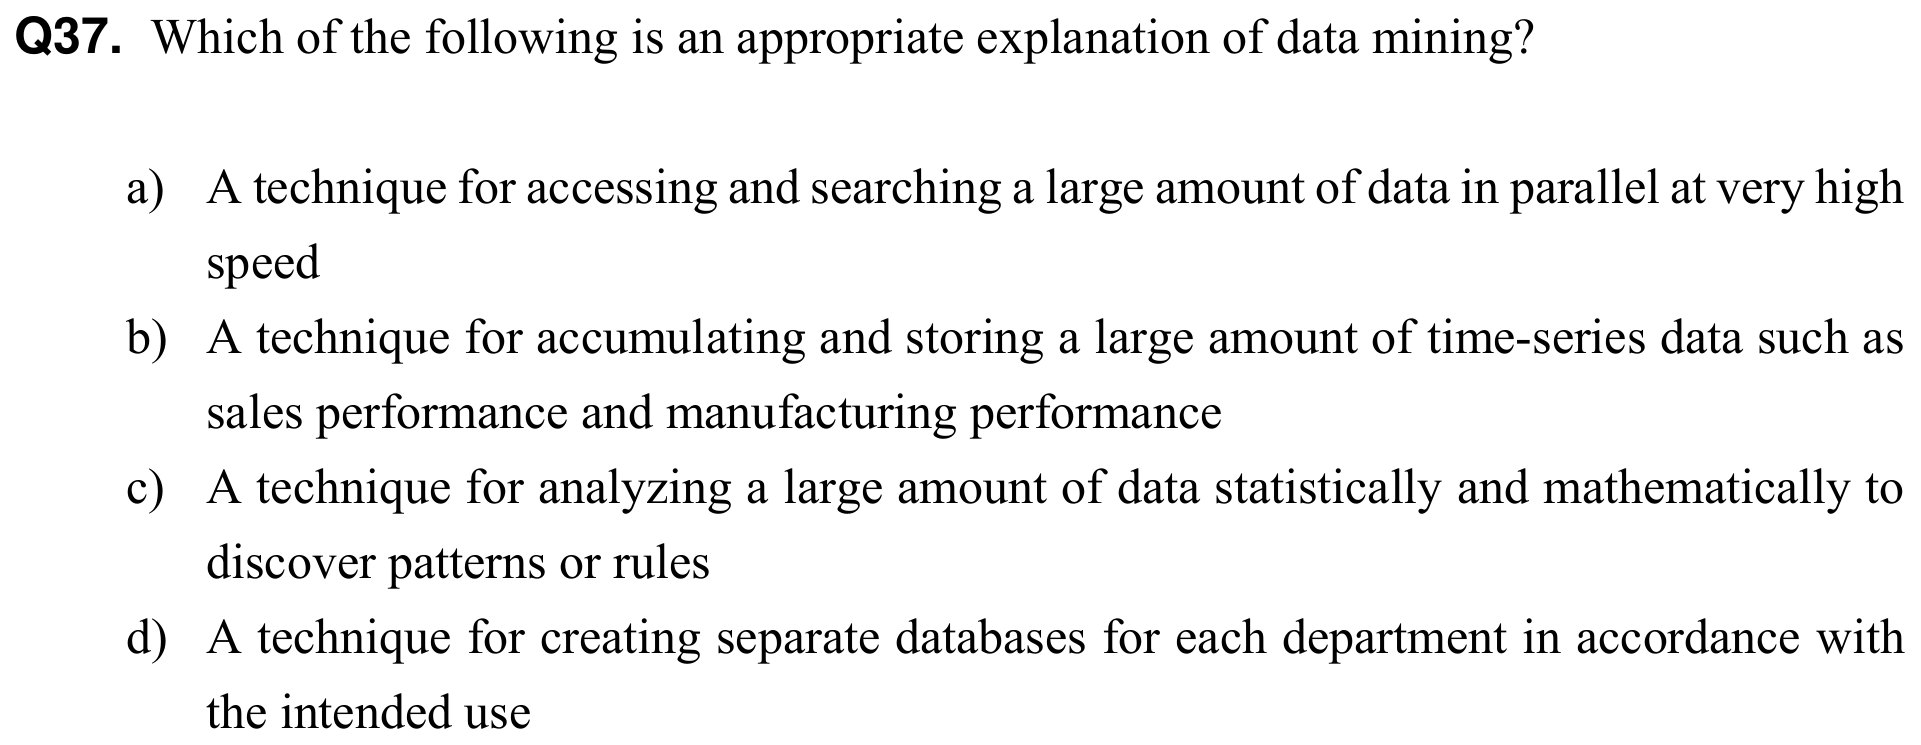 Q37. Which of the following is an appropriate explanation of data mining?
a) A technique for accessing and searching a large amount of data in parallel at very high
speed
b) A technique for accumulating and storing a large amount of time-series data such as
sales performance and manufacturing performance
c) A technique for analyzing a large amount of data statistically and mathematically to
discover patterns or rules
d) A technique for creating separate databases for each department in accordance with
the intended use